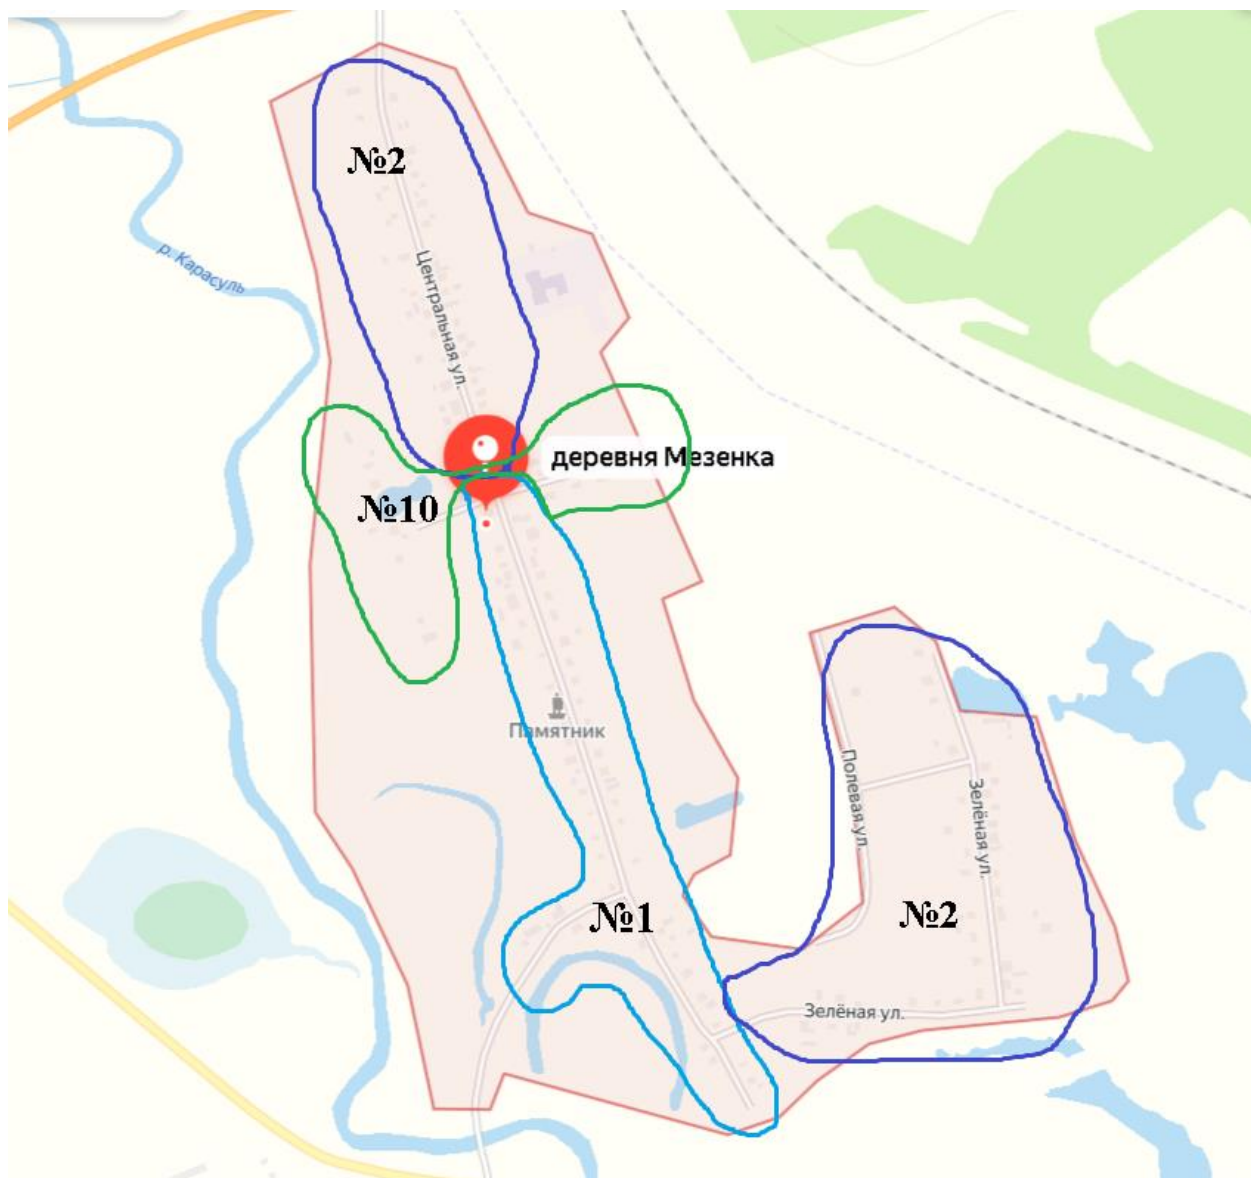 №2
р. Карасуль
Центральная ул.
деревня Мезенка
№10
Памятник
Полевая ул.
Зелёная ул.
№1
№2
Зелёная ул.